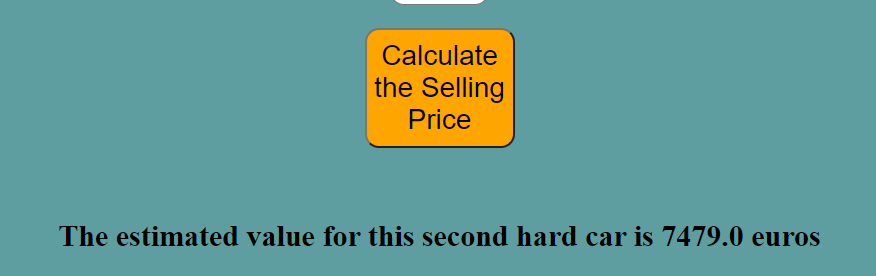 Calculate
the Selling
Price
The estimated value for this second hard car is 7479.0 euros